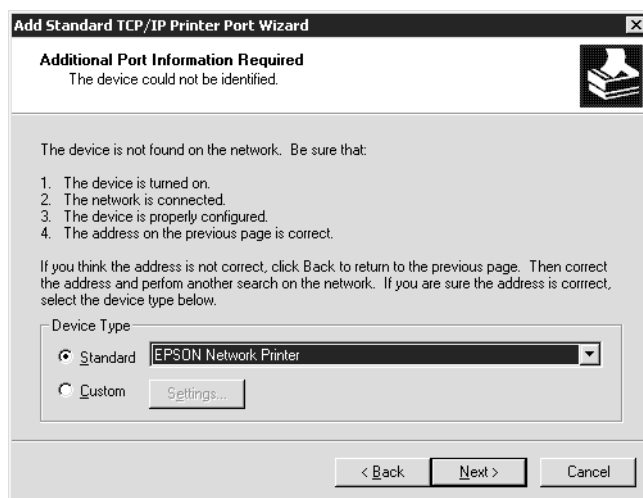 Add Standard TCP/IP Printer Port Wizard
Additional Port Information Required
The device could not be identified.
The device is not found on the network. Be sure that:
1. The device is turned on.
2. The network is connected.
3. The device is properly configured.
4. The address on the previous page is correct.
If you think the address is not correct, click Back to return to the previous page. Then correct
the address and perfom another search on the network. If you are sure the address is corrrect,
select the device type below.
Device Type
Standard EPSON Network Printer
Custom Settings...
< Back Next > Cancel